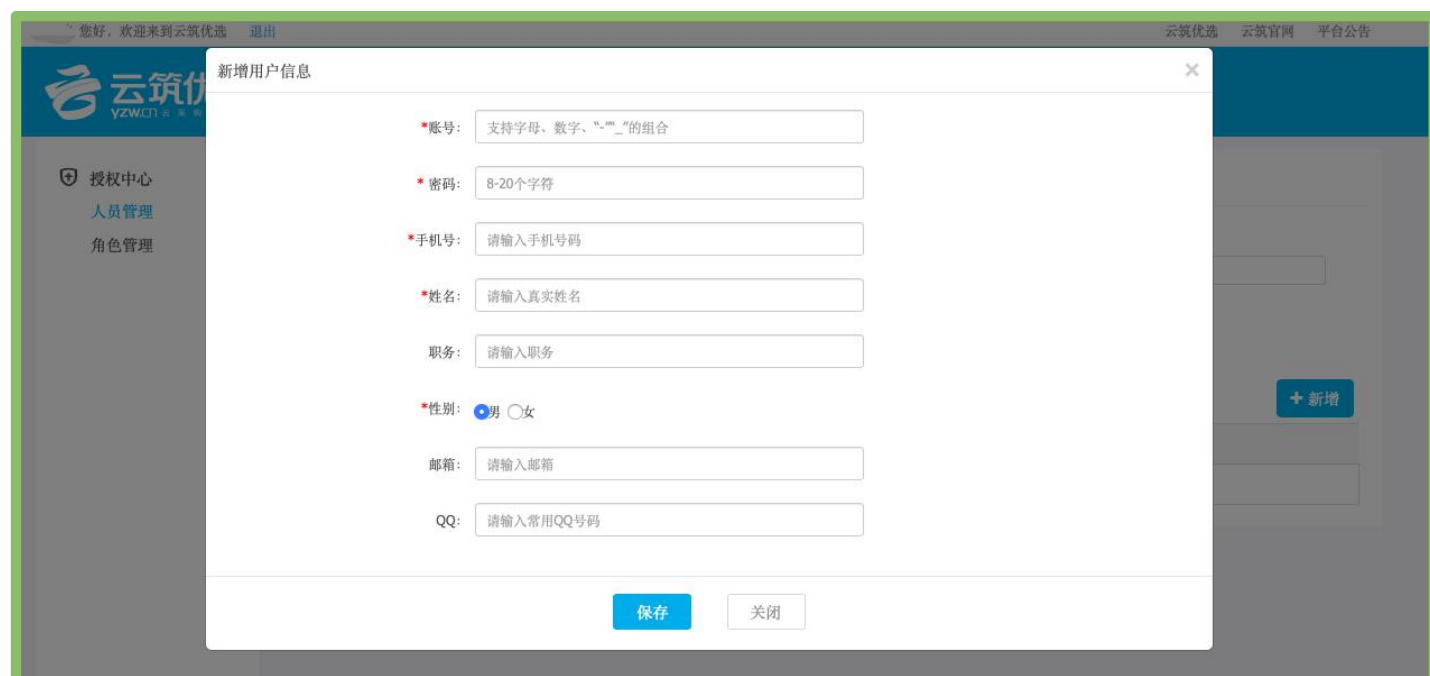 您好，欢迎来到云筑优选 退出 云筑优选 云筑官网 平台公告
云筑优
yzw.cn 云 采 购
新增用户信息 ×
*账号： 支持字母、数字、“-”“_”的组合
* 密码： 8-20个字符
*手机号： 请输入手机号码
*姓名： 请输入真实姓名
职务： 请输入职务
*性别： 男 女
邮箱： 请输入邮箱
QQ： 请输入常用QQ号码
保存 关闭
授权中心
人员管理
角色管理
+ 新增